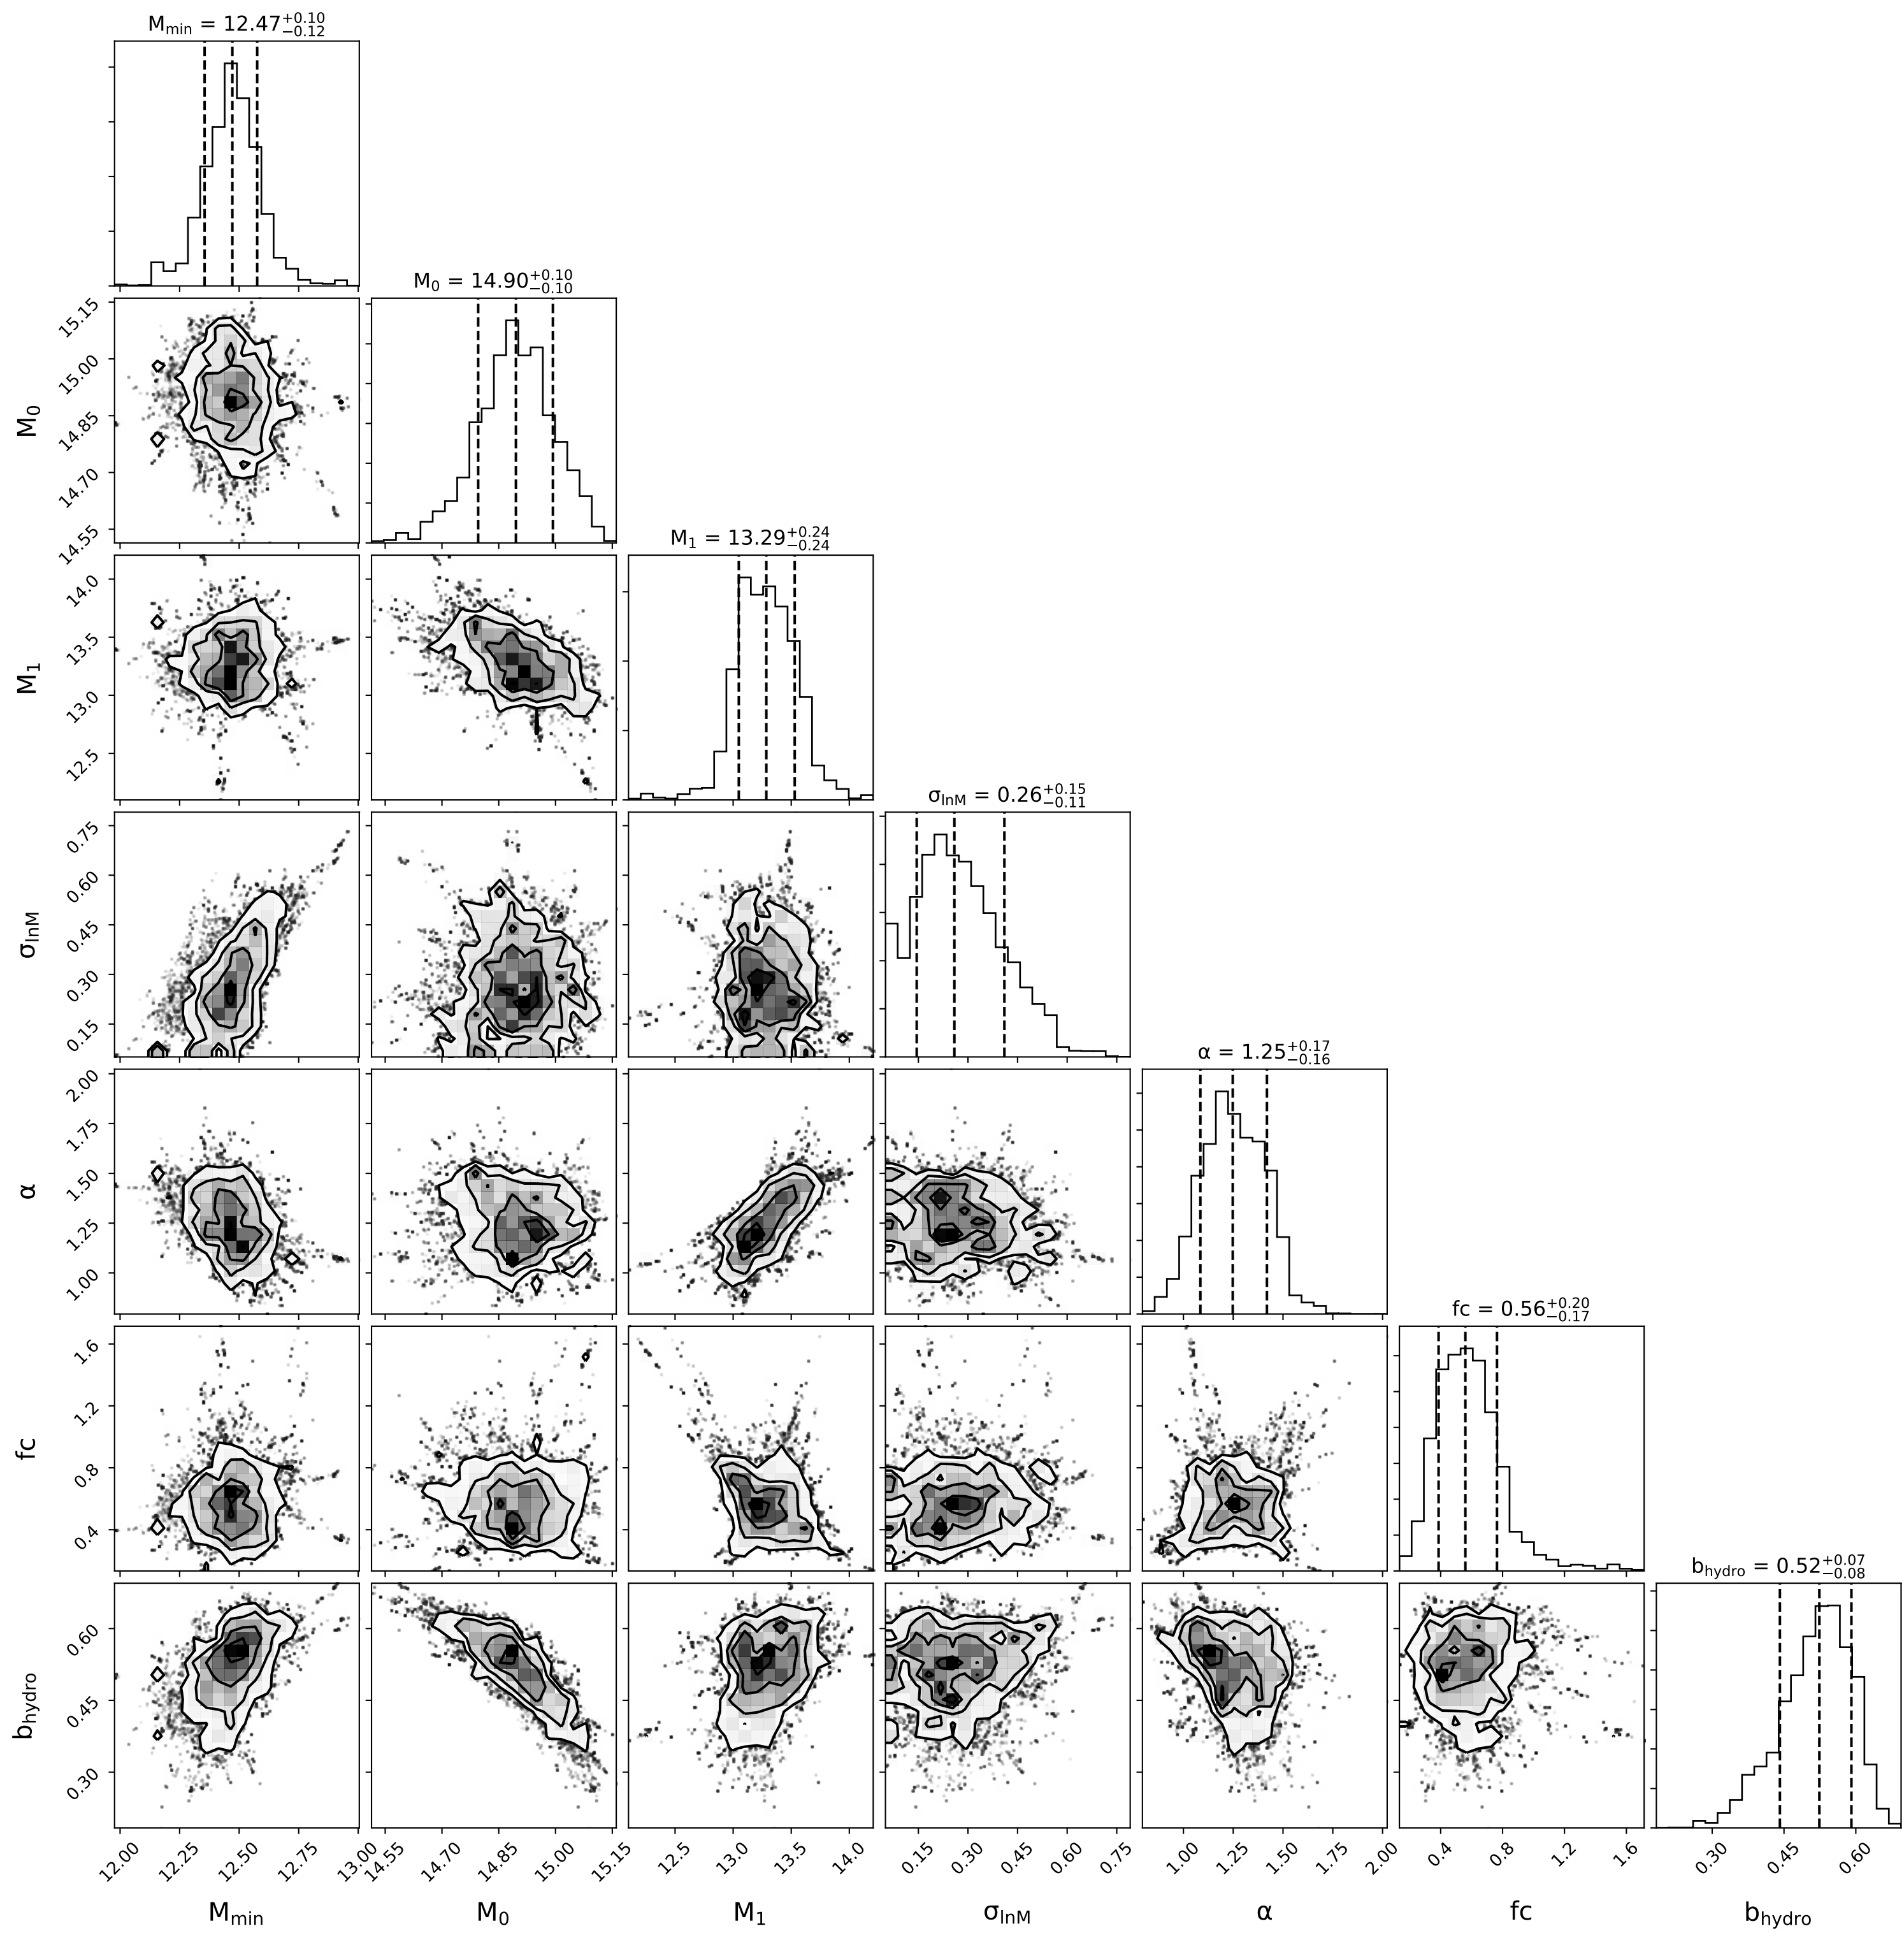 M_min = 12.47 +0.10 −0.12
15.15
15.00
14.85
14.70
14.55
M_0
M_0 = 14.90 +0.10 −0.10
14.0
13.5
13.0
12.5
M_1
M_1 = 13.29 +0.24 −0.24
0.75
0.60
0.45
0.30
0.15
σ_lnM
σ_lnM = 0.26 +0.15 −0.11
2.00
1.75
1.50
1.25
1.00
α
α = 1.25 +0.17 −0.16
1.6
1.2
0.8
0.4
fc
fc = 0.56 +0.20 −0.17
0.60
0.45
0.30
b_hydro
b_hydro = 0.52 +0.07 −0.08
12.00 12.25 12.50 12.75 13.00 14.55 14.70 14.85 15.00 15.15 12.5 13.0 13.5 14.0 0.15 0.30 0.45 0.60 0.75 1.00 1.25 1.50 1.75 2.00 0.4 0.8 1.2 1.6 0.30 0.45 0.60
M_min M_0 M_1 σ_lnM α fc b_hydro